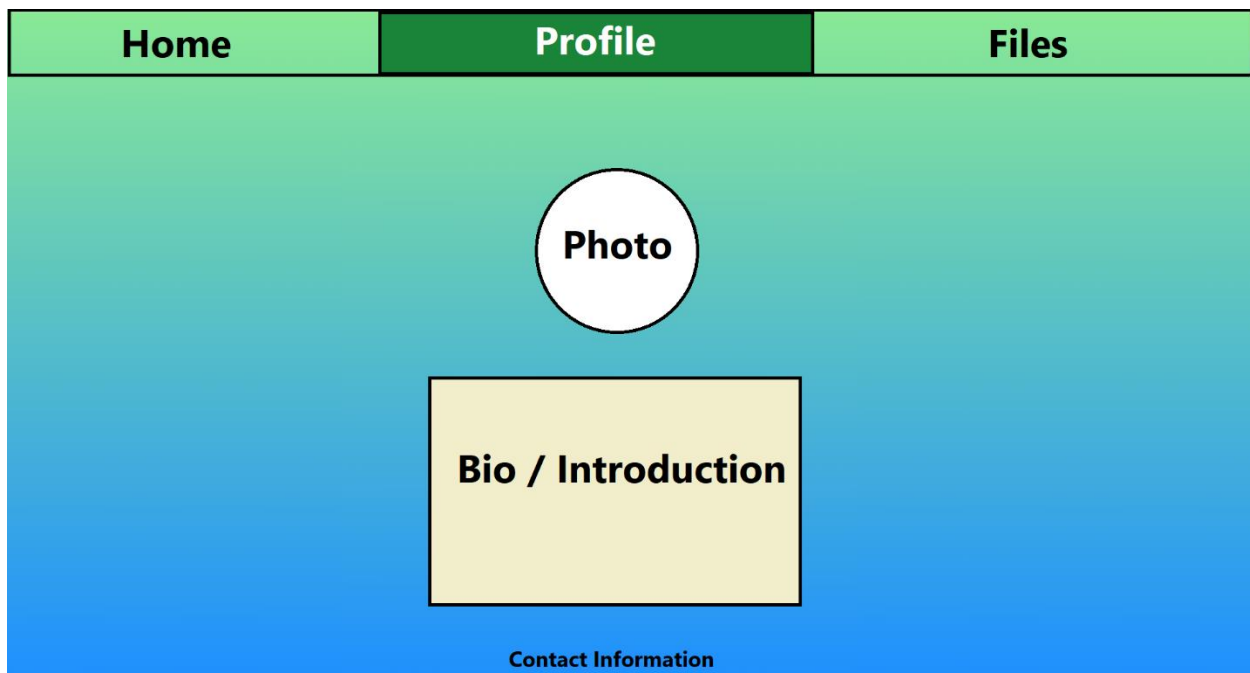 Home
Profile
Files
Photo
Bio / Introduction
Contact Information